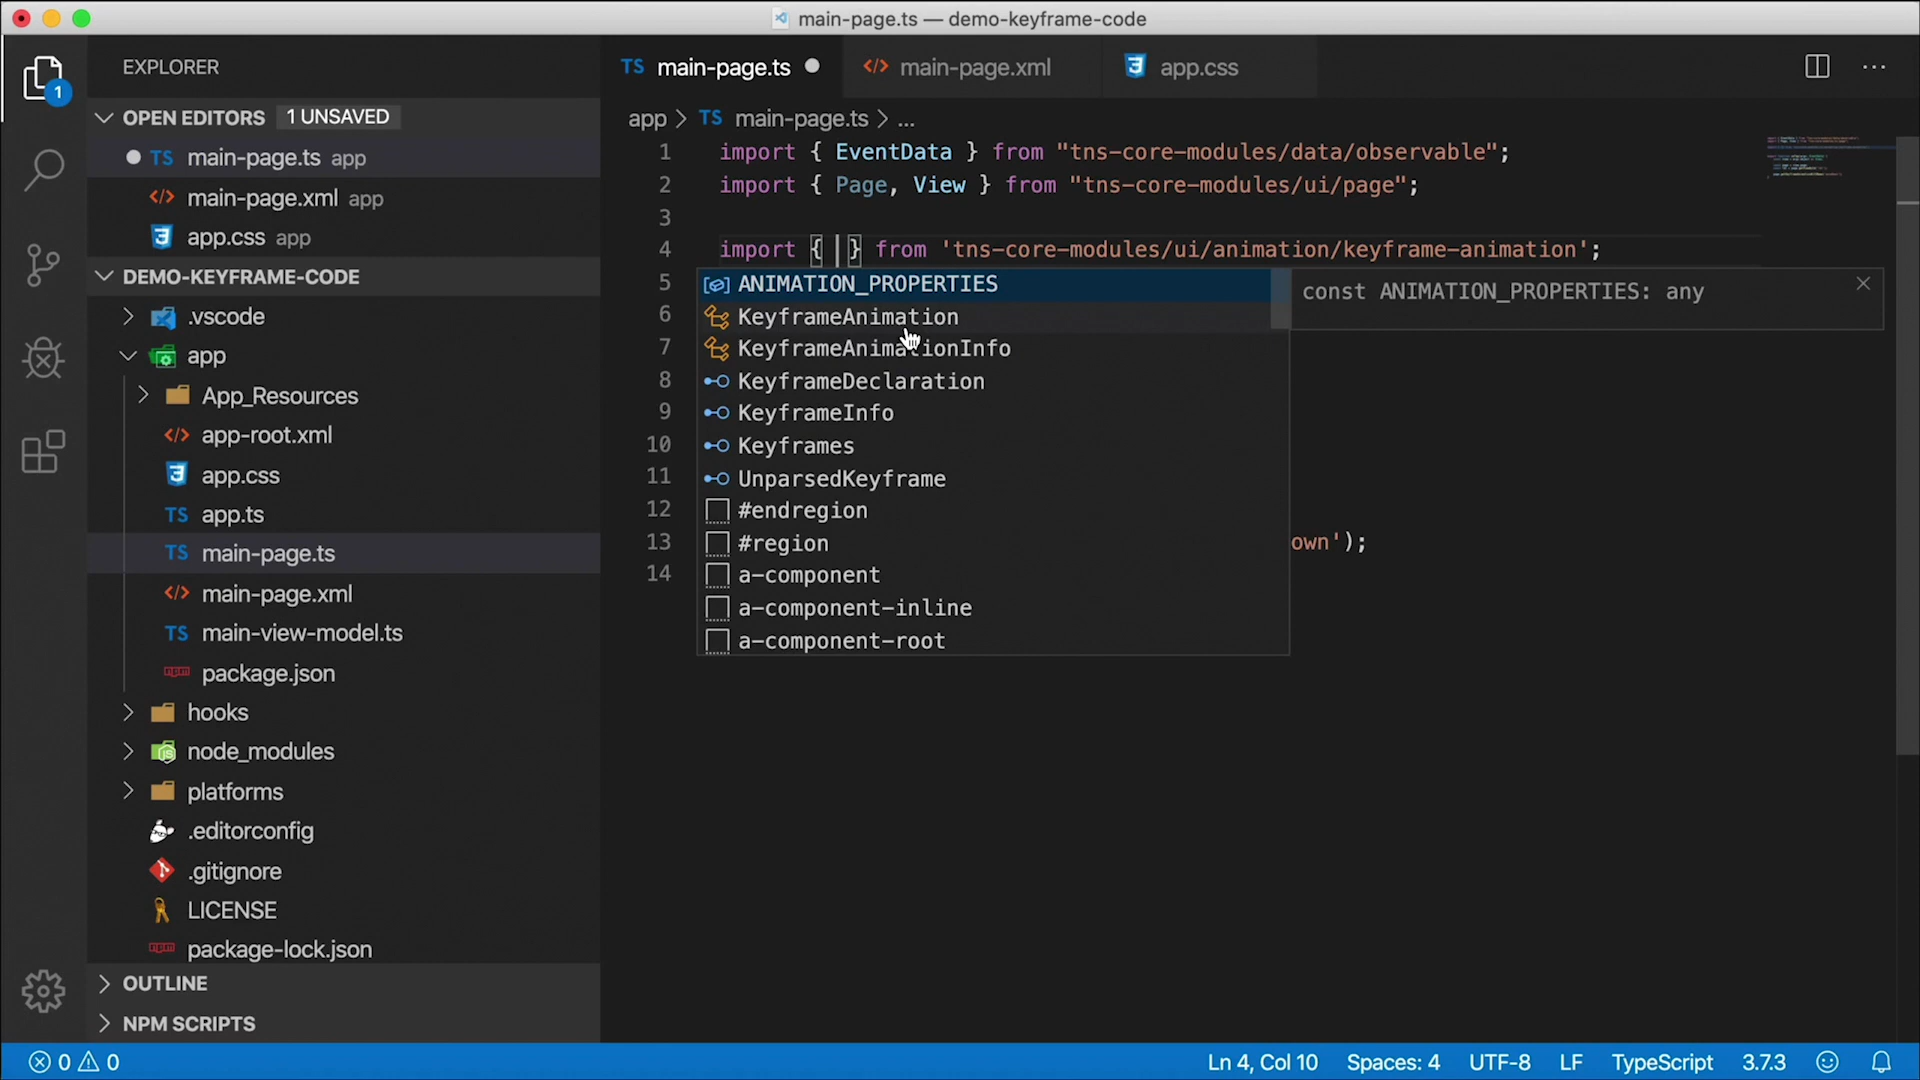 main-page.ts — demo-keyframe-code
EXPLORER
1
OPEN EDITORS 1 UNSAVED
TS main-page.ts app
main-page.xml app
app.css app
DEMO-KEYFRAME-CODE
.vscode
app
App_Resources
app-root.xml
app.css
TS app.ts
TS main-page.ts
main-page.xml
TS main-view-model.ts
package.json
hooks
node_modules
platforms
.editorconfig
.gitignore
LICENSE
package-lock.json
OUTLINE
NPM SCRIPTS
TS main-page.ts main-page.xml app.css
app > TS main-page.ts > ...
1 import { EventData } from "tns-core-modules/data/observable";
2 import { Page, View } from "tns-core-modules/ui/page";
3
4 import { } from 'tns-core-modules/ui/animation/keyframe-animation';
5 ANIMATION_PROPERTIES const ANIMATION_PROPERTIES: any
6 KeyframeAnimation
7 KeyframeAnimationInfo
8 KeyframeDeclaration
9 KeyframeInfo
10 Keyframes
11 UnparsedKeyframe
12 #endregion
13 #region own');
14 a-component
a-component-inline
a-component-root
0 0 Ln 4, Col 10 Spaces: 4 UTF-8 LF TypeScript 3.7.3